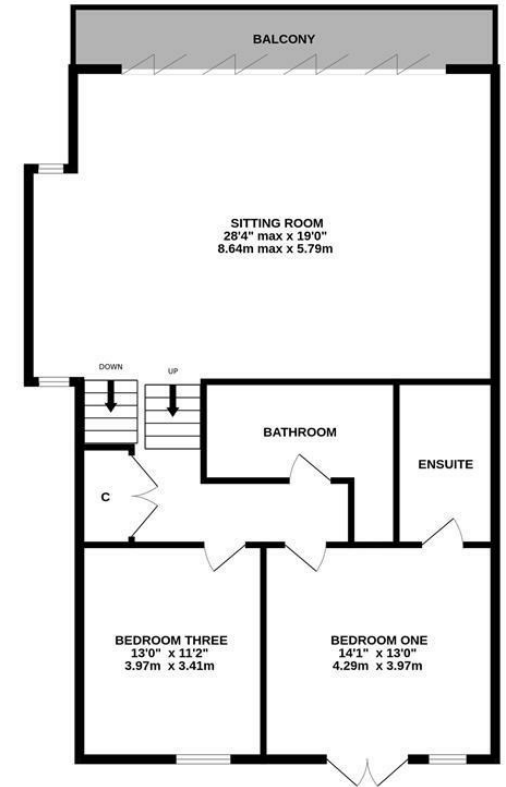 BALCONY
SITTING ROOM
28'4" max x 19'0"
8.64m max x 5.79m
DOWN
UP
BATHROOM
ENSUITE
C
BEDROOM THREE
13'0" x 11'2"
3.97m x 3.41m
BEDROOM ONE
14'1" x 13'0"
4.29m x 3.97m